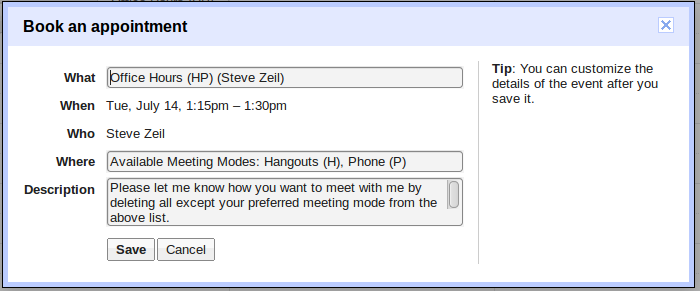 Book an appointment
What
Office Hours (HP) (Steve Zeil)
When
Tue, July 14, 1:15pm – 1:30pm
Who
Steve Zeil
Where
Available Meeting Modes: Hangouts (H), Phone (P)
Description
Please let me know how you want to meet with me by
deleting all except your preferred meeting mode from the
above list.
Save
Cancel
Tip: You can customize the
details of the event after you
save it.